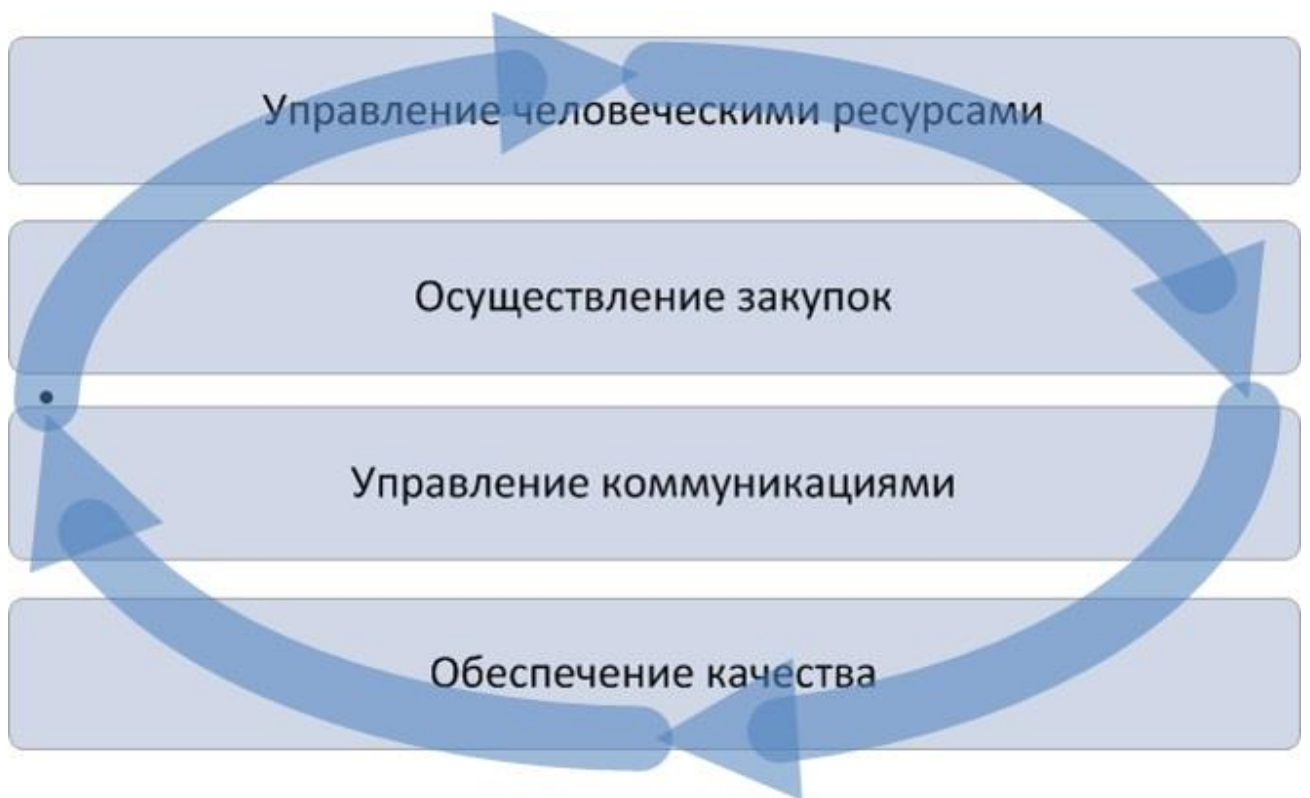 Управление человеческими ресурсами
Осуществление закупок
Управление коммуникациями
Обеспечение качества